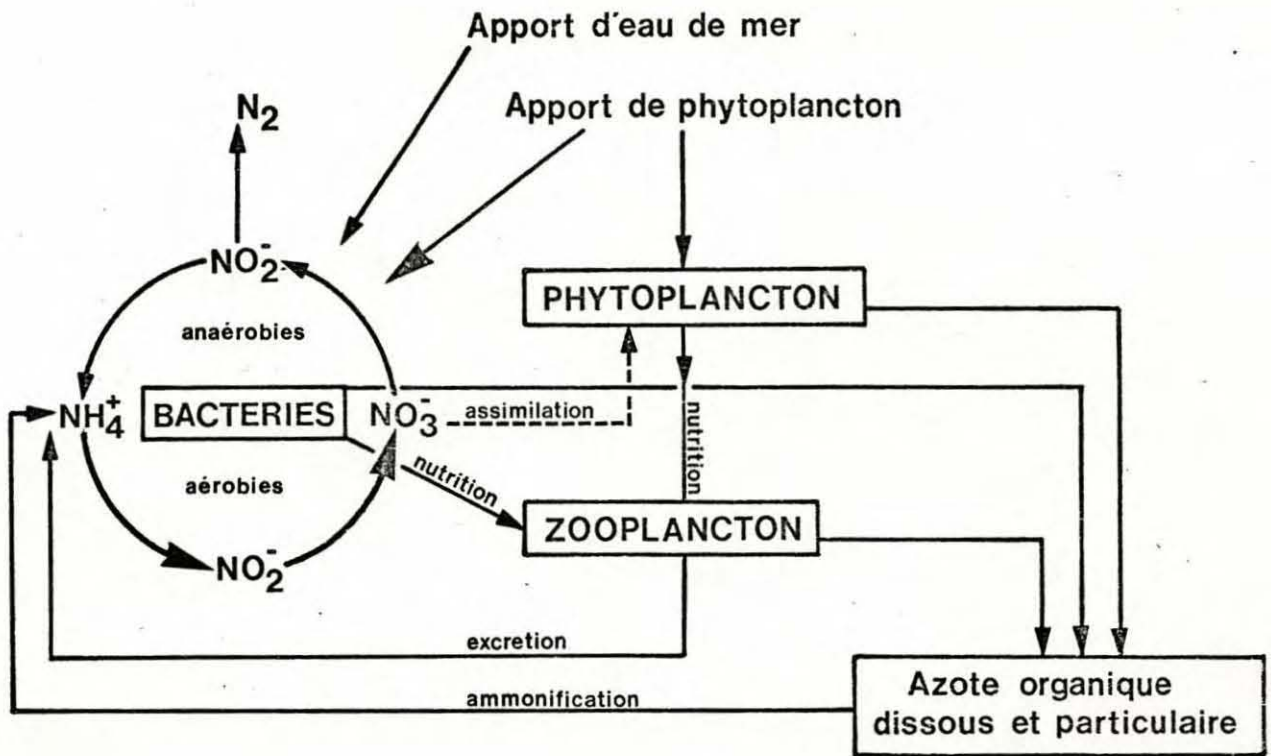 Apport d'eau de mer
Apport de phytoplancton
N2
NO2-
PHYTOPLANCTON
anaérobies
NH4+
BACTERIES
NO3-
assimilation
nutrition
nutrition
aérobies
ZOOPLANCTON
NO2-
excretion
ammonification
Azote organique
dissous et particulaire